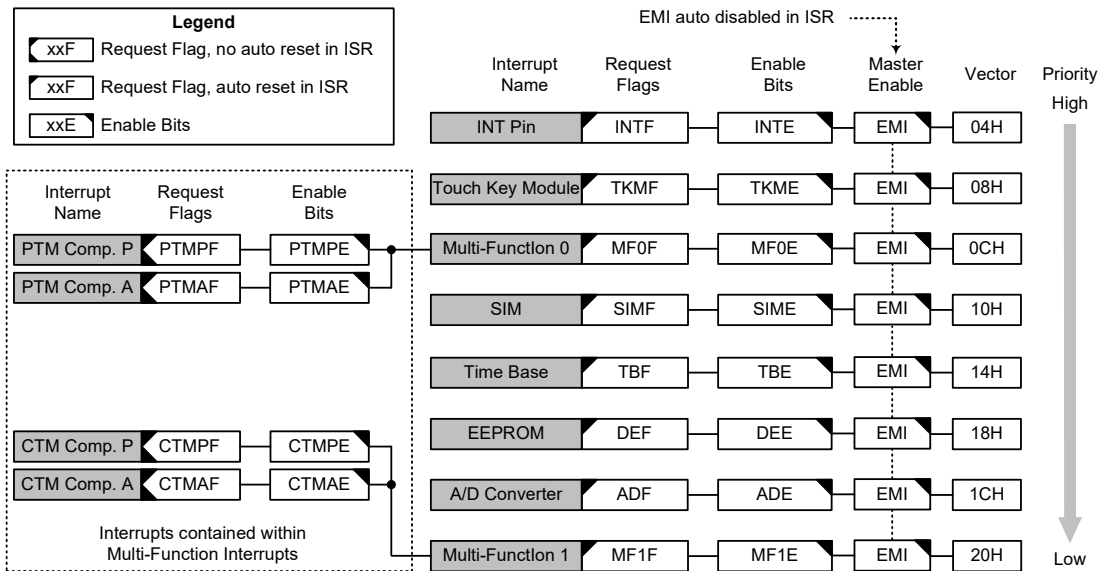 Legend
xxF Request Flag, no auto reset in ISR
xxF Request Flag, auto reset in ISR
xxE Enable Bits
EMI auto disabled in ISR
Interrupt Name
Request Flags
Enable Bits
Master Enable
Vector
Priority
High
INT Pin INTF INTE EMI 04H
Touch Key Module TKMF TKME EMI 08H
Interrupt Name
Request Flags
Enable Bits
PTM Comp. P PTMPF PTMPE
Multi-Function 0 MF0F MF0E EMI 0CH
PTM Comp. A PTMAF PTMAE
SIM SIMF SIME EMI 10H
Time Base TBF TBE EMI 14H
CTM Comp. P CTMPF CTMPE
EEPROM DEF DEE EMI 18H
CTM Comp. A CTMAF CTMAE
A/D Converter ADF ADE EMI 1CH
Interrupts contained within
Multi-Function Interrupts
Multi-Function 1 MF1F MF1E EMI 20H
Low